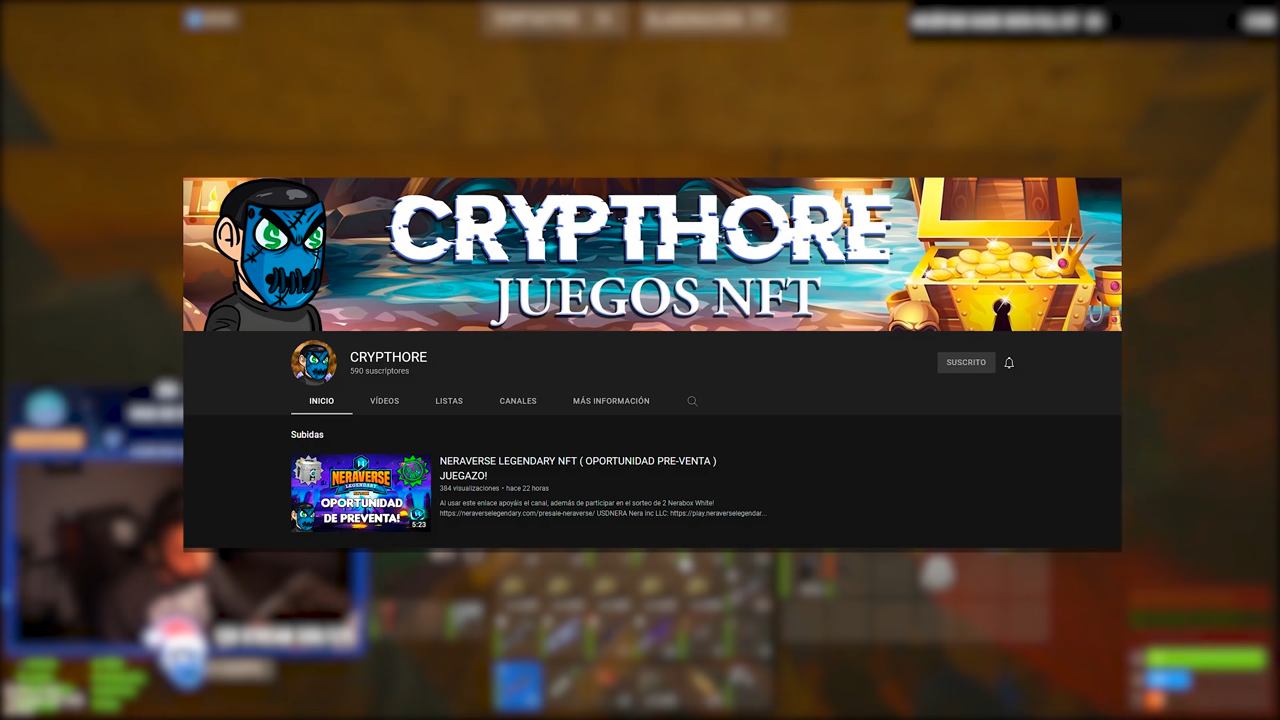 CRYPTHORE
JUEGOS NFT
CRYPTHORE
590 suscriptores
SUSCRITO
INICIO
VÍDEOS
LISTAS
CANALES
MÁS INFORMACIÓN
Subidas
NERAVERSE
LEGENDARY
OPORTUNIDAD
DE PREVENTA!
5:23
NERAVERSE LEGENDARY NFT ( OPORTUNIDAD PRE-VENTA )
JUEGAZO!
384 visualizaciones • hace 22 horas
Al usar este enlace apoyáis el canal, además de participar en el sorteo de 2 Nerabox White!
https://neraverselegendary.com/presale-neraverse/ USDNERA Nera inc LLC: https://play.neraverselegendar...